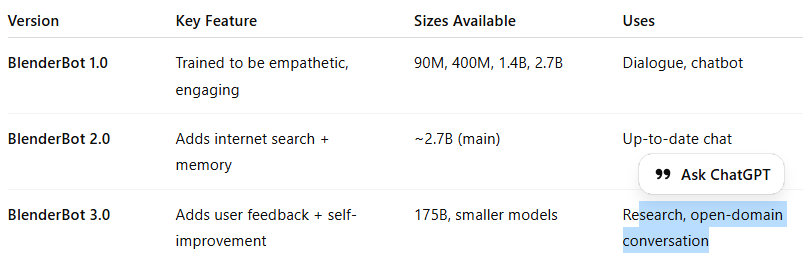 Version Key Feature Sizes Available Uses
BlenderBot 1.0 Trained to be empathetic, 90M, 400M, 1.4B, 2.7B Dialogue, chatbot
engaging
BlenderBot 2.0 Adds internet search + ~2.7B (main) Up-to-date chat
memory
❞ Ask ChatGPT
BlenderBot 3.0 Adds user feedback + self- 175B, smaller models Research, open-domain
improvement conversation